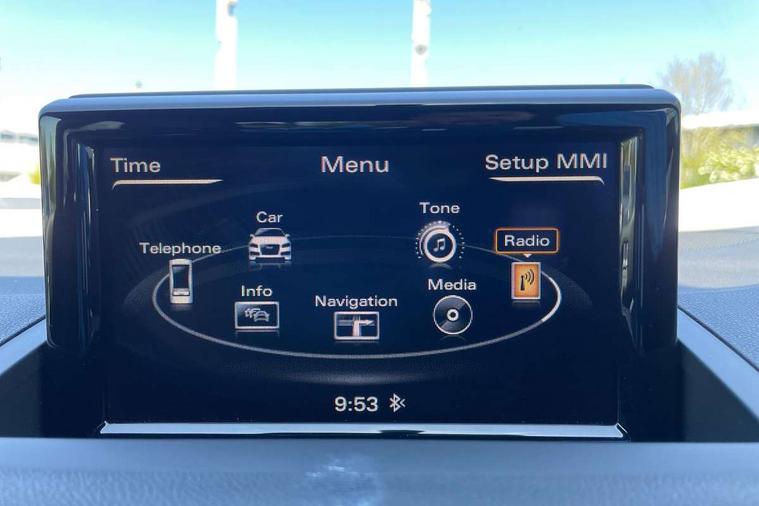 Time
Menu
Setup MMI
Car
Tone
Telephone
Radio
Info
Navigation
Media
9:53